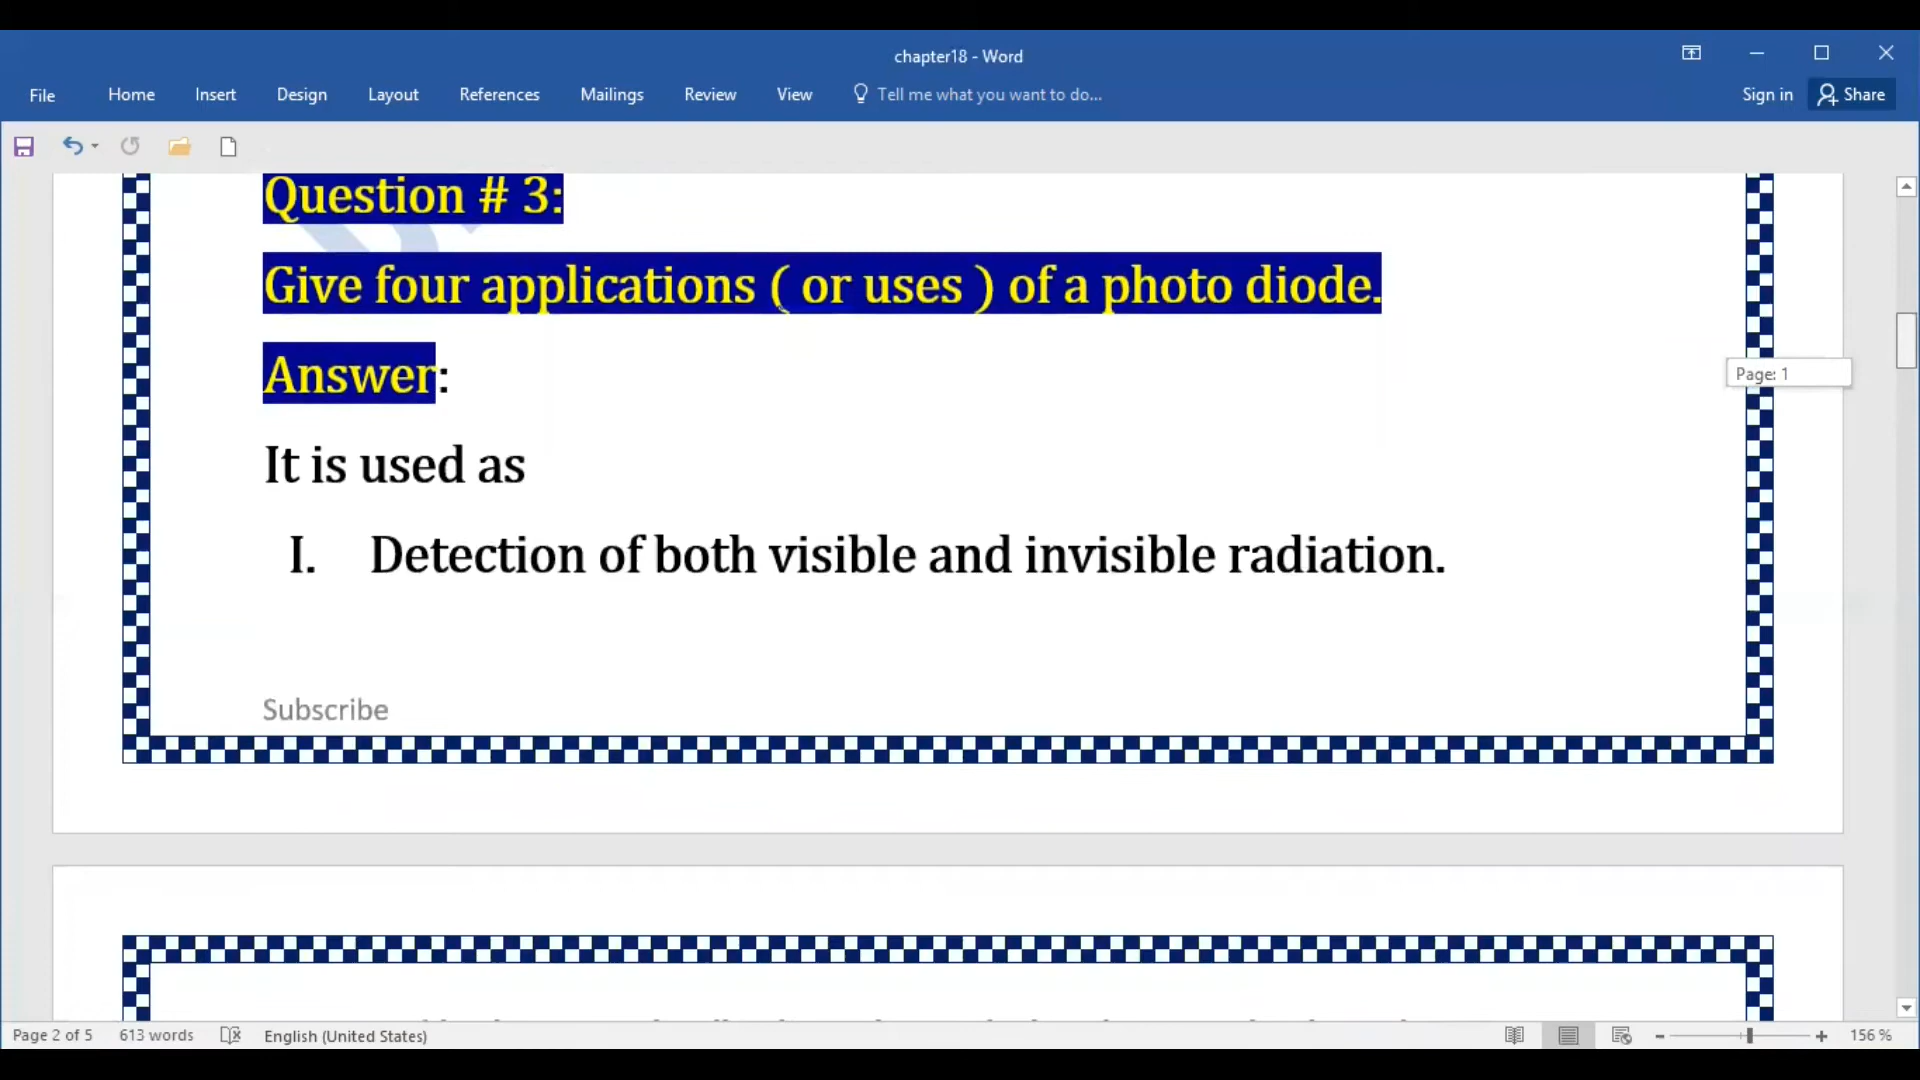 chapter18 - Word
File Home Insert Design Layout References Mailings Review View Tell me what you want to do... Sign in Share
Question # 3:
Give four applications ( or uses ) of a photo diode.
Answer:
Page: 1
It is used as
I. Detection of both visible and invisible radiation.
Subscribe
Page 2 of 5 613 words English (United States) 156 %